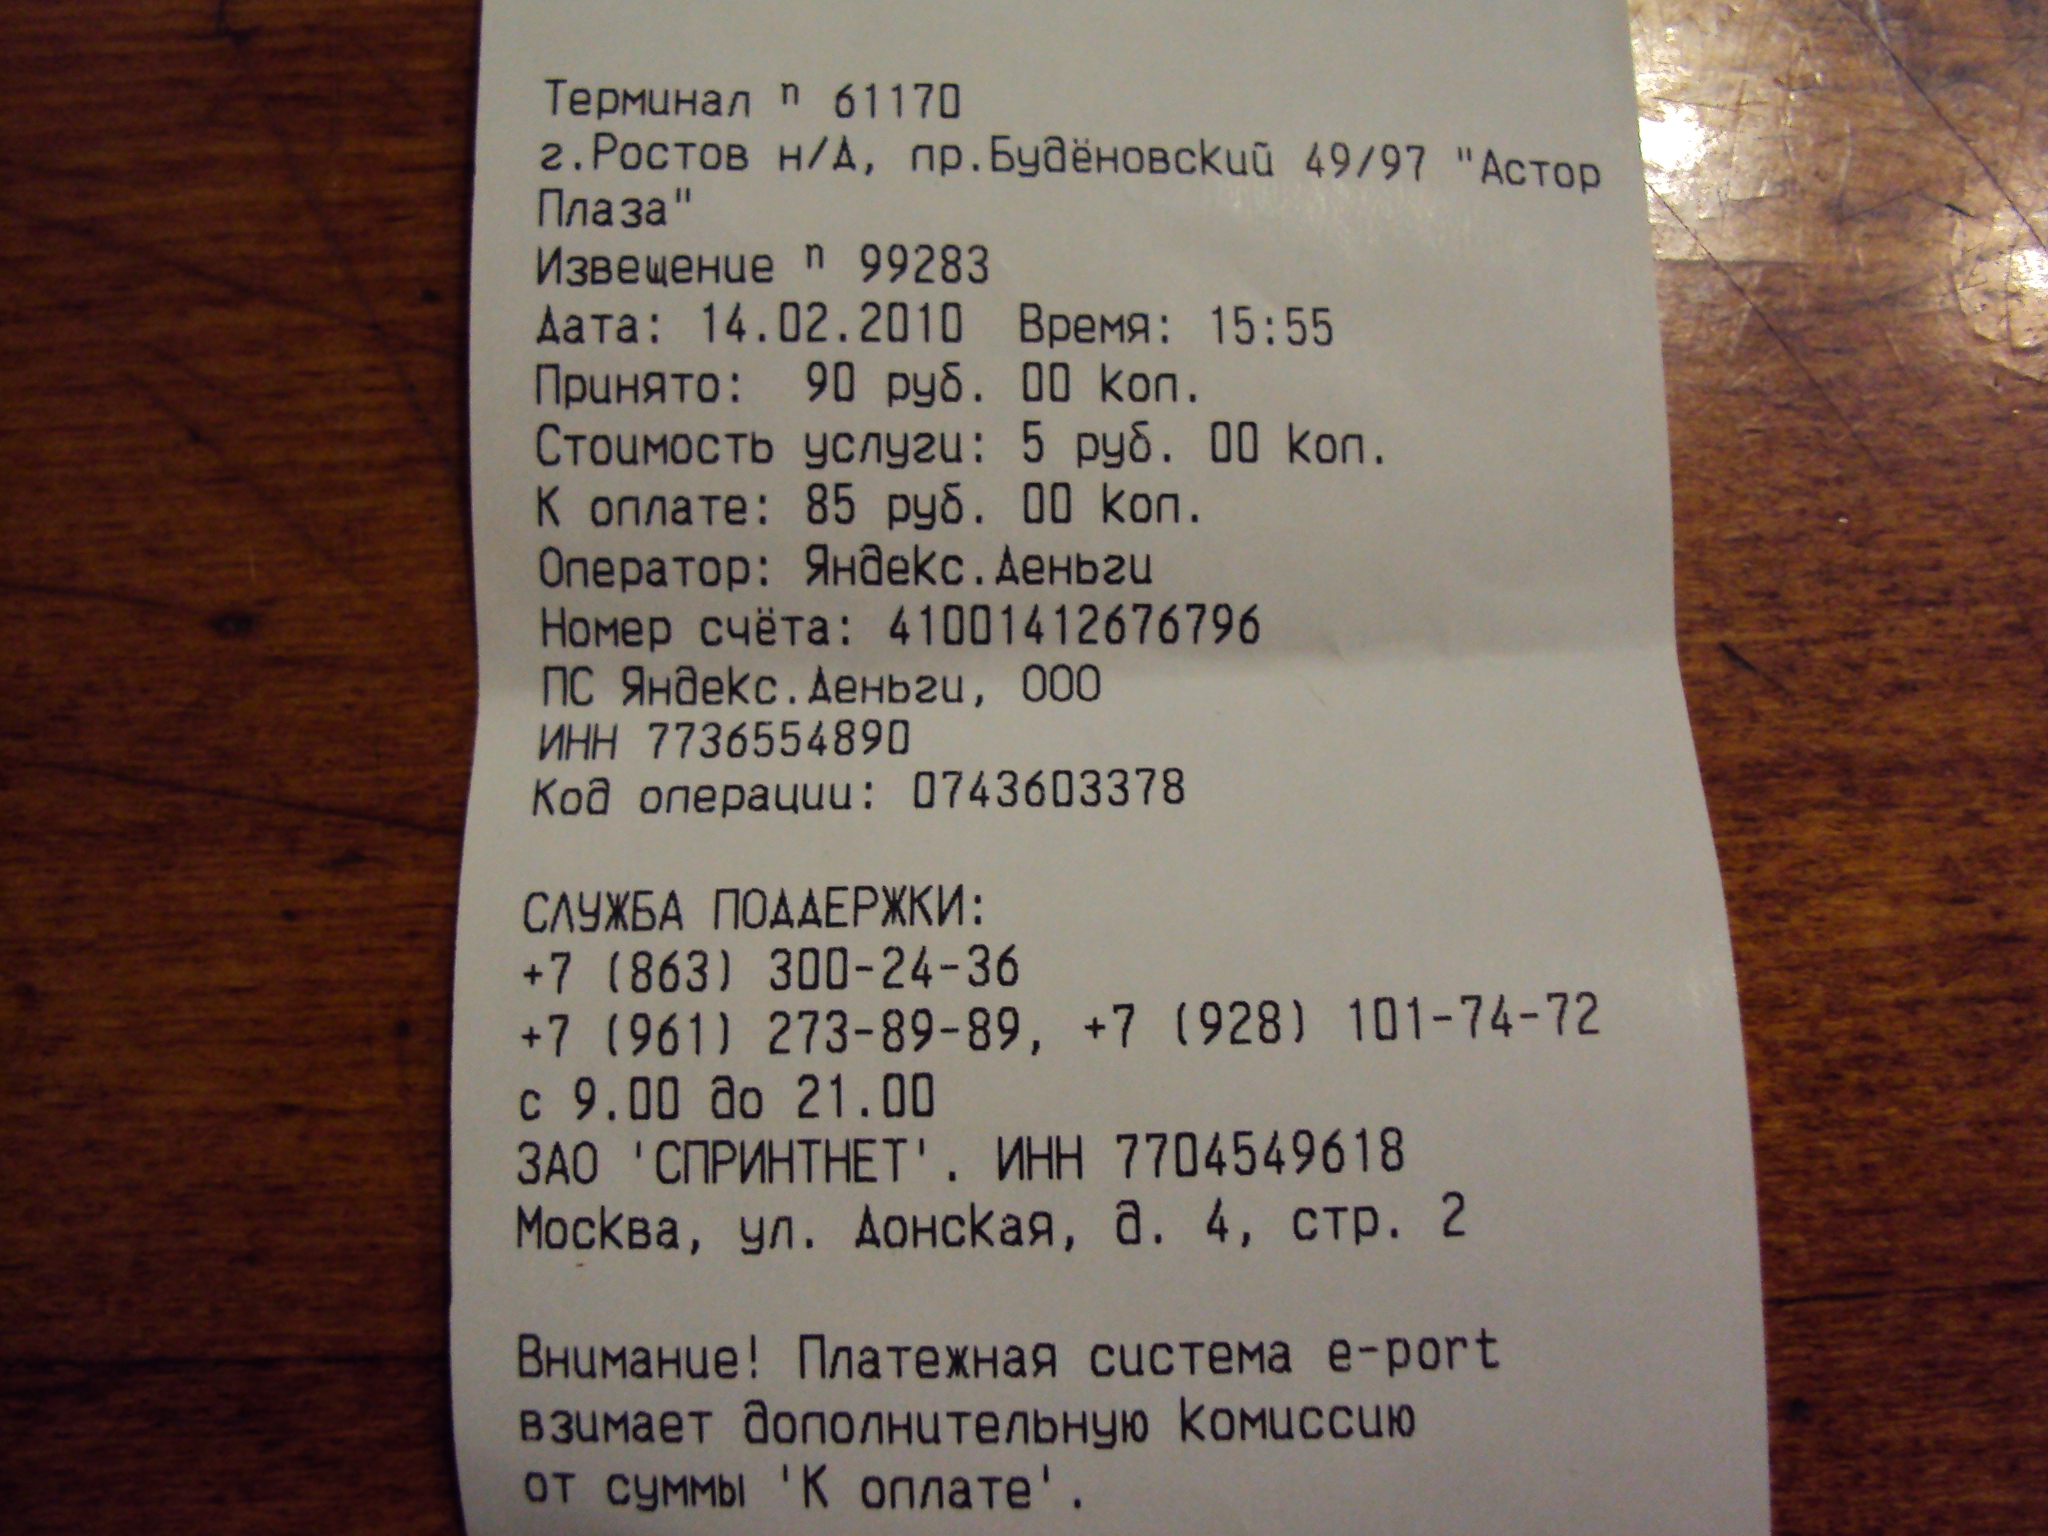 Терминал n 61170
г.Ростов н/Д, пр.Будёновский 49/97 "Астор
Плаза"
Извещение n 99283
Дата: 14.02.2010 Время: 15:55
Принято: 90 руб. 00 коп.
Стоимость услуги: 5 руб. 00 коп.
К оплате: 85 руб. 00 коп.
Оператор: Яндекс.Деньги
Номер счёта: 41001412676796
ПС Яндекс.Деньги, ООО
ИНН 7736554890
Код операции: 0743603378
СЛУЖБА ПОДДЕРЖКИ:
+7 (863) 300-24-36
+7 (961) 273-89-89, +7 (928) 101-74-72
с 9.00 до 21.00
ЗАО 'СПРИНТНЕТ'. ИНН 7704549618
Москва, ул. Донская, д. 4, стр. 2
Внимание! Платежная система e-port
взимает дополнительную комиссию
от суммы 'К оплате'.